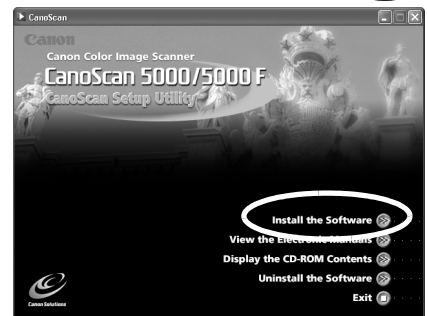 CanoScan
Canon
Canon Color Image Scanner
CanoScan 5000/5000 F
CanoScan Setup Utility
Install the Software
View the Electronic Manuals
Display the CD-ROM Contents
Uninstall the Software
Exit
Canon Solutions